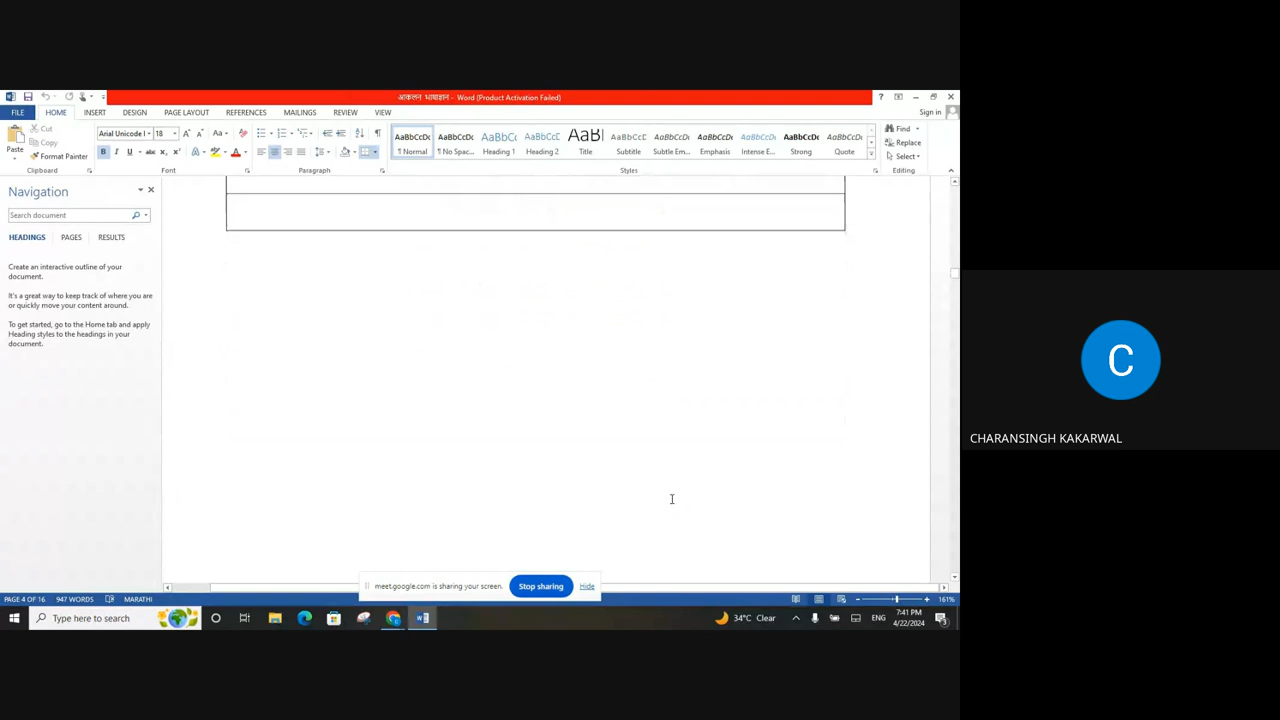 आकलन भाषाज्ञान - Word (Product Activation Failed)
Sign in
FILE HOME INSERT DESIGN PAGE LAYOUT REFERENCES MAILINGS REVIEW VIEW
Paste
Cut
Copy
Format Painter
Clipboard
Arial Unicode 18
Font
Paragraph
AaBbCcDc AaBbCcDc AaBbCc AaBbCcC AaBl AaBbCcC AaBbCcDc AaBbCcDc AaBbCcDc AaBbCcDc AaBbCcDc
¶ Normal ¶ No Spac... Heading 1 Heading 2 Title Subtitle Subtle Em... Emphasis Intense E... Strong Quote
Styles
Find
Replace
Select
Editing
Navigation
Search document
HEADINGS PAGES RESULTS
Create an interactive outline of your
document.
It's a great way to keep track of where you are
or quickly move your content around.
To get started, go to the Home tab and apply
Heading styles to the headings in your
document.
meet.google.com is sharing your screen. Stop sharing Hide
PAGE 4 OF 16 947 WORDS MARATHI 161%
Type here to search 34°C Clear ENG
7:41 PM
4/22/2024
3
C
CHARANSINGH KAKARWAL